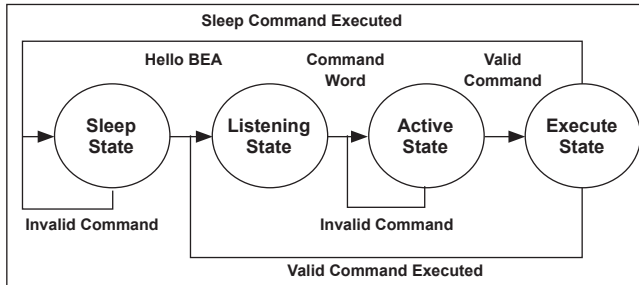 Sleep Command Executed
Hello BEA
Command
Word
Valid
Command
Sleep
State
Listening
State
Active
State
Execute
State
Invalid Command
Invalid Command
Valid Command Executed